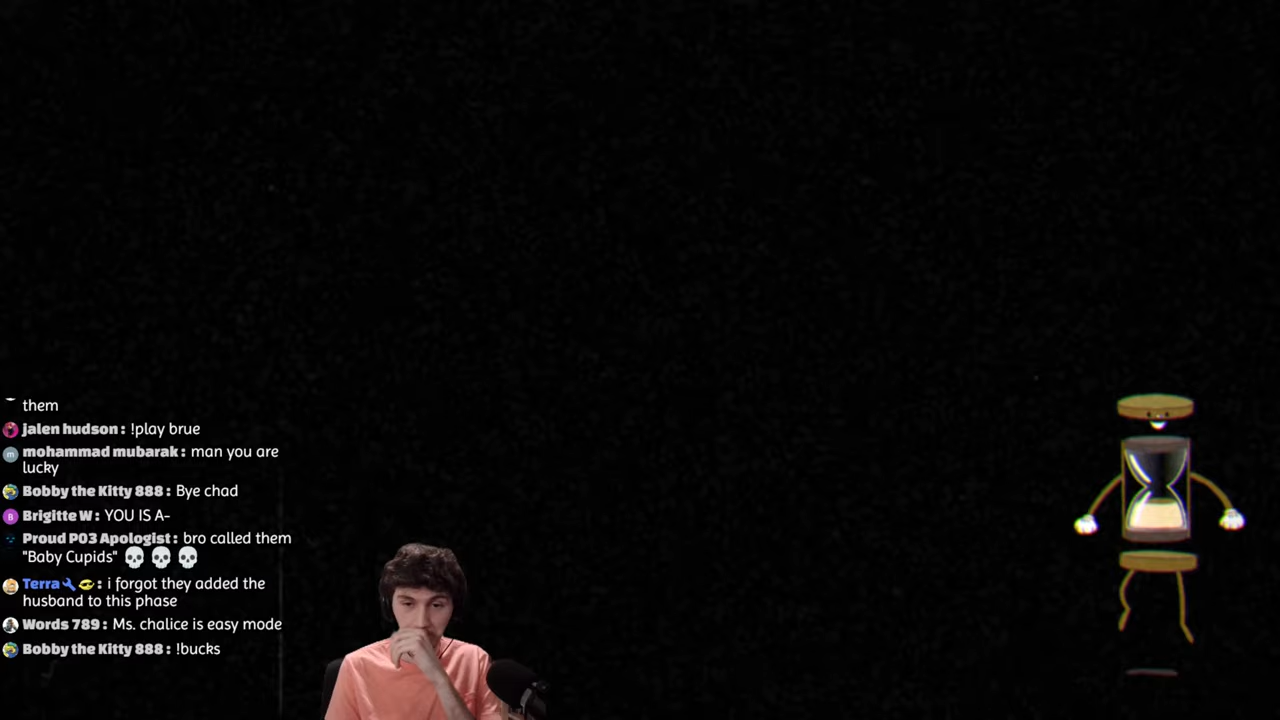 them
jalen hudson : !play brue
mohammad mubarak : man you are
lucky
Bobby the Kitty 888 : Bye chad
Brigitte W : YOU IS A-
Proud P03 Apologist : bro called them
"Baby Cupids" 💀 💀 💀
Terra🔧 : i forgot they added the
husband to this phase
Words 789 : Ms. chalice is easy mode
Bobby the Kitty 888 : !bucks